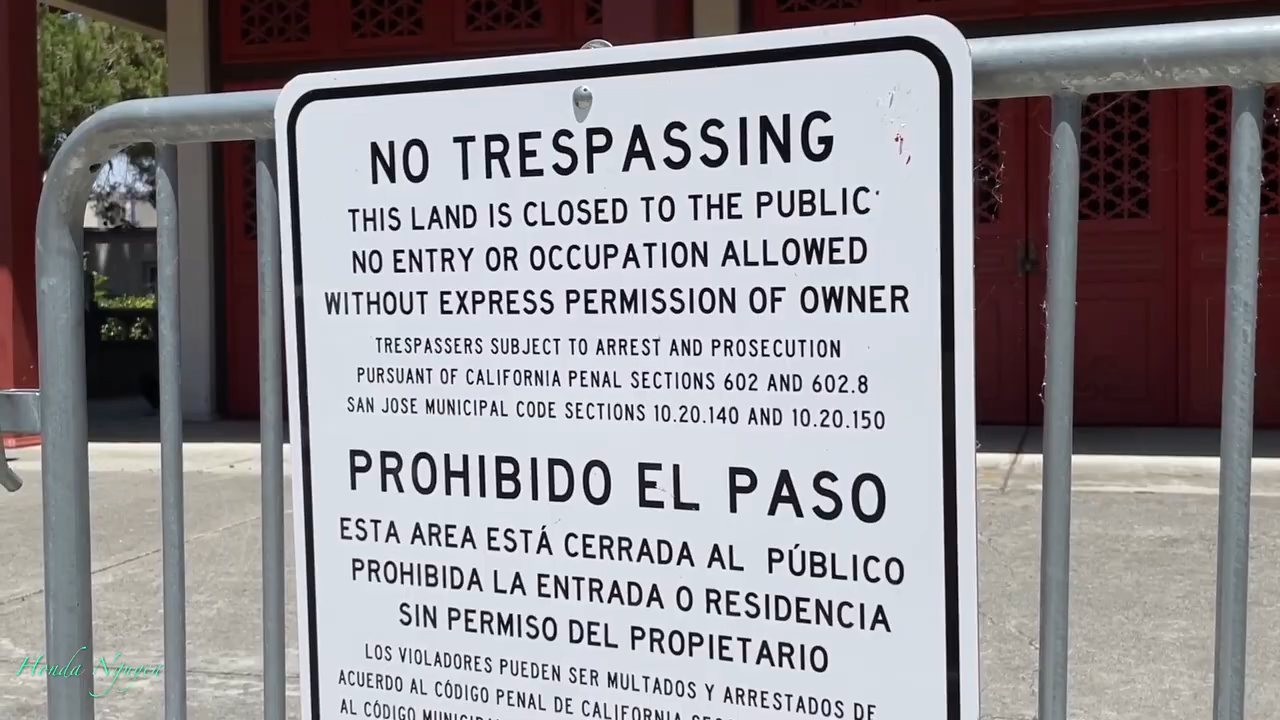 NO TRESPASSING
THIS LAND IS CLOSED TO THE PUBLIC
NO ENTRY OR OCCUPATION ALLOWED
WITHOUT EXPRESS PERMISSION OF OWNER
TRESPASSERS SUBJECT TO ARREST AND PROSECUTION
PURSUANT OF CALIFORNIA PENAL SECTIONS 602 AND 602.8
SAN JOSE MUNICIPAL CODE SECTIONS 10.20.140 AND 10.20.150
PROHIBIDO EL PASO
ESTA AREA ESTÁ CERRADA AL PÚBLICO
PROHIBIDA LA ENTRADA O RESIDENCIA
SIN PERMISO DEL PROPIETARIO
LOS VIOLADORES PUEDEN SER MULTADOS Y ARRESTADOS DE
ACUERDO AL CÓDIGO PENAL DE CALIFORNIA
AL CÓDIGO
Honda Nguyen